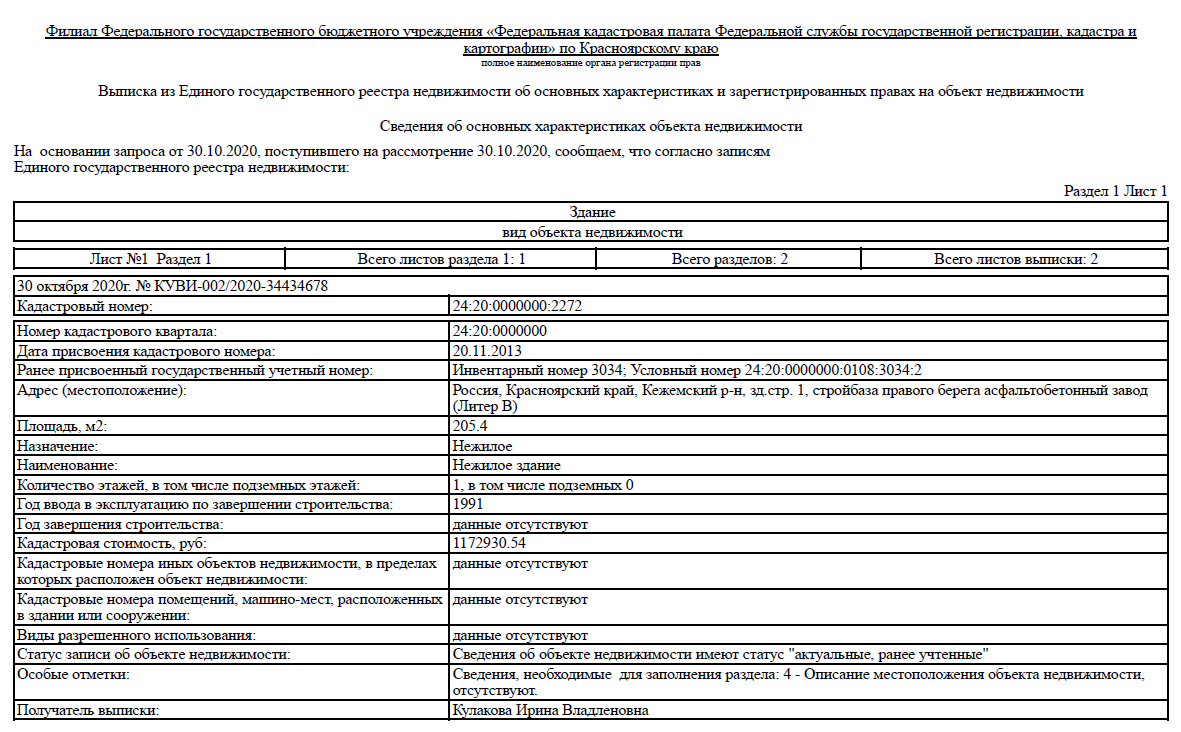 Филиал Федерального государственного бюджетного учреждения «Федеральная кадастровая палата Федеральной службы государственной регистрации, кадастра и
картографии» по Красноярскому краю
полное наименование органа регистрации прав
Выписка из Единого государственного реестра недвижимости об основных характеристиках и зарегистрированных правах на объект недвижимости
Сведения об основных характеристиках объекта недвижимости
На основании запроса от 30.10.2020, поступившего на рассмотрение 30.10.2020, сообщаем, что согласно записям
Единого государственного реестра недвижимости:
Раздел 1 Лист 1
Здание
вид объекта недвижимости
Лист №1 Раздел 1 Всего листов раздела 1: 1 Всего разделов: 2 Всего листов выписки: 2
30 октября 2020г. № КУВИ-002/2020-34434678
Кадастровый номер: 24:20:0000000:2272
Номер кадастрового квартала: 24:20:0000000
Дата присвоения кадастрового номера: 20.11.2013
Ранее присвоенный государственный учетный номер: Инвентарный номер 3034; Условный номер 24:20:0000000:0108:3034:2
Адрес (местоположение): Россия, Красноярский край, Кежемский р-н, зд.стр. 1, стройбаза правого берега асфальтобетонный завод
(Литер В)
Площадь, м2: 205.4
Назначение: Нежилое
Наименование: Нежилое здание
Количество этажей, в том числе подземных этажей: 1, в том числе подземных 0
Год ввода в эксплуатацию по завершении строительства: 1991
Год завершения строительства: данные отсутствуют
Кадастровая стоимость, руб: 1172930.54
Кадастровые номера иных объектов недвижимости, в пределах данные отсутствуют
которых расположен объект недвижимости:
Кадастровые номера помещений, машино-мест, расположенных данные отсутствуют
в здании или сооружении:
Виды разрешенного использования: данные отсутствуют
Статус записи об объекте недвижимости: Сведения об объекте недвижимости имеют статус "актуальные, ранее учтенные"
Особые отметки: Сведения, необходимые для заполнения раздела: 4 - Описание местоположения объекта недвижимости,
отсутствуют.
Получатель выписки: Кулакова Ирина Владленовна